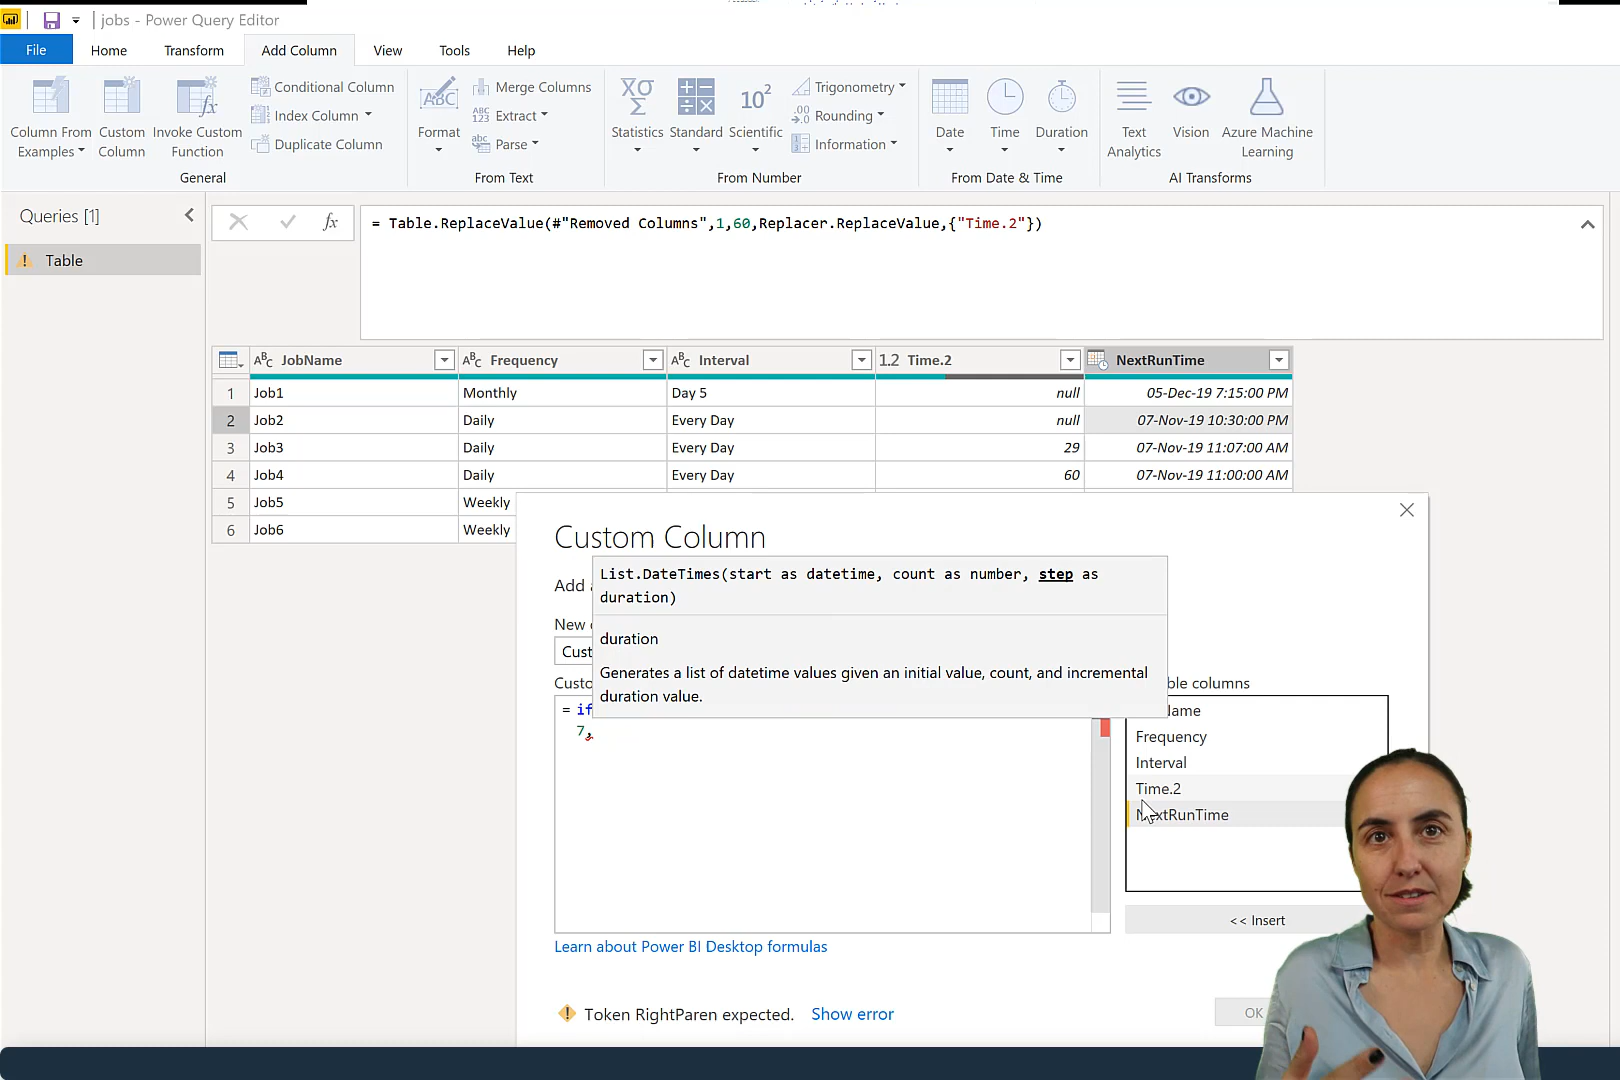 jobs - Power Query Editor
File Home Transform Add Column View Tools Help
Column From Examples
Custom Column
Invoke Custom Function
Conditional Column
Index Column
Duplicate Column
General
Format
Merge Columns
Extract
Parse
From Text
Statistics
Standard
Scientific
Trigonometry
Rounding
Information
From Number
Date
Time
Duration
From Date & Time
Text Analytics
Vision
Azure Machine Learning
AI Transforms
Queries [1]
Table
fx
= Table.ReplaceValue(#"Removed Columns",1,60,Replacer.ReplaceValue,{"Time.2"})
JobName Frequency Interval 1.2 Time.2 NextRunTime
1 Job1 Monthly Day 5 null 05-Dec-19 7:15:00 PM
2 Job2 Daily Every Day null 07-Nov-19 10:30:00 PM
3 Job3 Daily Every Day 29 07-Nov-19 11:07:00 AM
4 Job4 Daily Every Day 60 07-Nov-19 11:00:00 AM
5 Job5 Weekly
6 Job6 Weekly
Custom Column
Add
List.DateTimes(start as datetime, count as number, step as
duration)
New
duration
Cust
Generates a list of datetime values given an initial value, count, and incremental
duration value.
Custo
ble columns
= if
7,
Name
Frequency
Interval
Time.2
NextRunTime
<< Insert
Learn about Power BI Desktop formulas
Token RightParen expected. Show error
OK